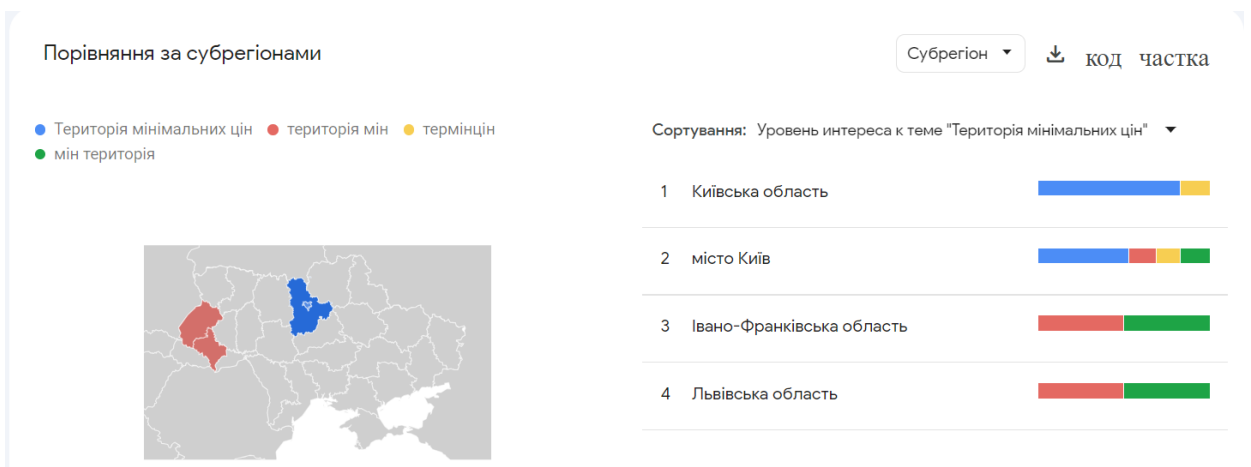 Порівняння за субрегіонами
Субрегіон
код частка
Територія мінімальних цін територія мін термінцін
мін територія
Сортування: Уровень интереса к теме "Територія мінімальних цін"
1 Київська область
2 місто Київ
3 Івано-Франківська область
4 Львівська область